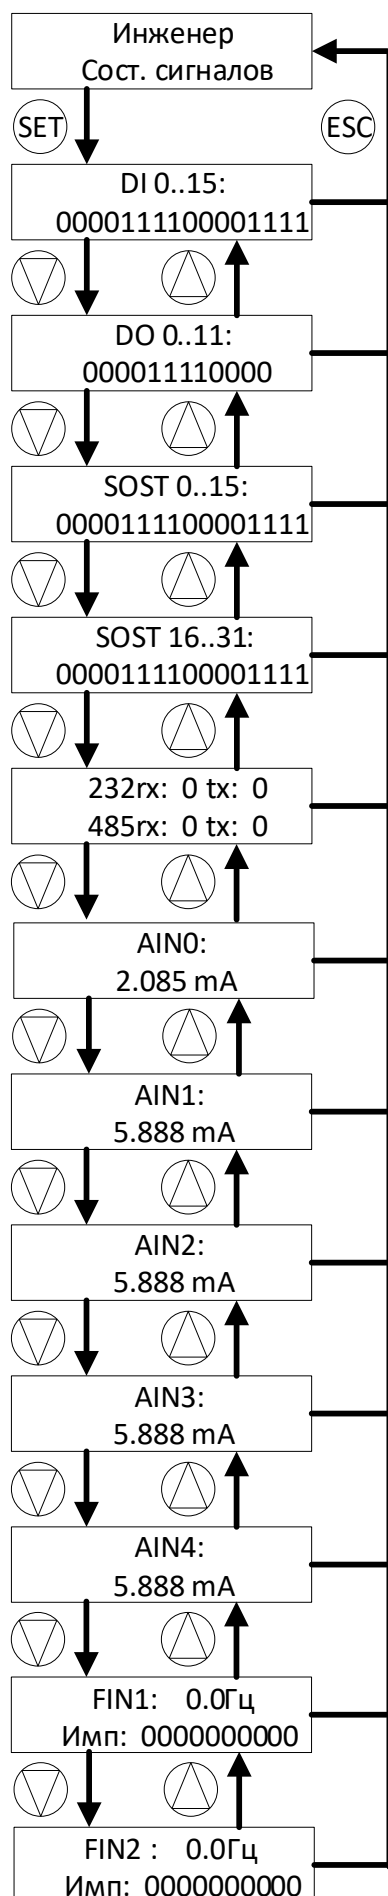 Инженер
Сост. сигналов
SET
ESC
DI 0..15:
0000111100001111
DO 0..11:
000011110000
SOST 0..15:
0000111100001111
SOST 16..31:
0000111100001111
232rx: 0 tx: 0
485rx: 0 tx: 0
AIN0:
2.085 mA
AIN1:
5.888 mA
AIN2:
5.888 mA
AIN3:
5.888 mA
AIN4:
5.888 mA
FIN1: 0.0Гц
Имп: 0000000000
FIN2 : 0.0Гц
Имп: 0000000000